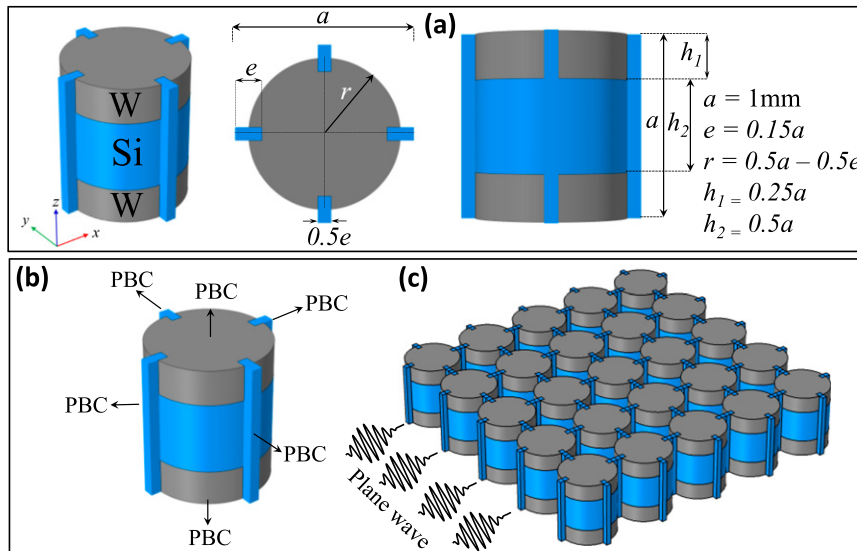 (a)
W
Si
W
z
y
x
a
e
r
0.5e
h1
a
h2
a = 1mm
e = 0.15a
r = 0.5a – 0.5e
h1 = 0.25a
h2 = 0.5a
(b)
PBC
PBC
PBC
PBC
PBC
PBC
(c)
Plane wave